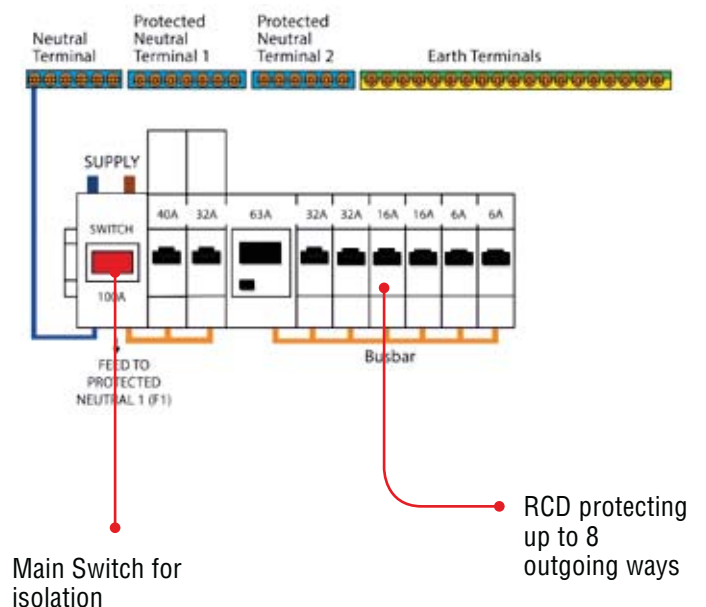 Neutral
Terminal
Protected
Neutral
Terminal 1
Protected
Neutral
Terminal 2
Earth Terminals
SUPPLY
40A 32A 63A 32A 32A 16A 16A 6A 6A
SWITCH
100A
FEED TO
PROTECTED
NEUTRAL 1 (F1)
Busbar
RCD protecting
up to 8
outgoing ways
Main Switch for
isolation